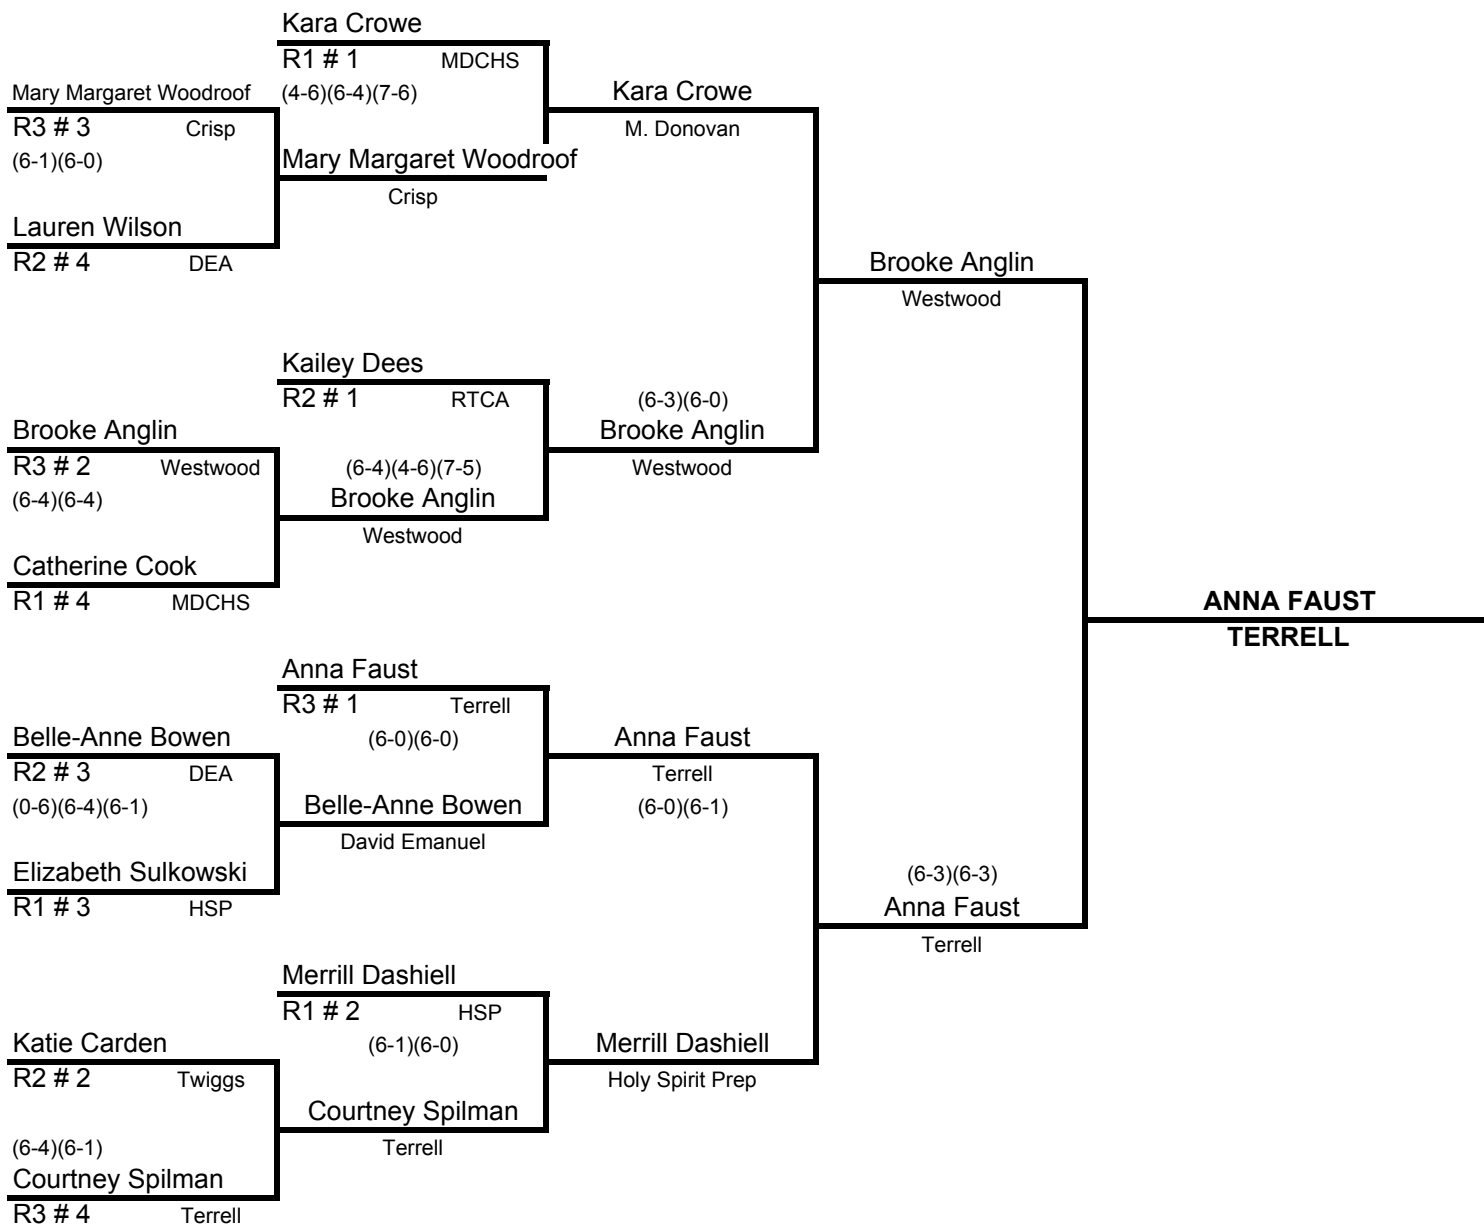 Kara Crowe
R1 # 1 MDCHS
Mary Margaret Woodroof (4-6)(6-4)(7-6) Kara Crowe
R3 # 3 Crisp M. Donovan
(6-1)(6-0) Mary Margaret Woodroof
Crisp
Lauren Wilson
R2 # 4 DEA Brooke Anglin
Westwood
Kailey Dees
R2 # 1 RTCA (6-3)(6-0)
Brooke Anglin Brooke Anglin
R3 # 2 Westwood (6-4)(4-6)(7-5) Westwood
(6-4)(6-4) Brooke Anglin
Westwood
Catherine Cook
R1 # 4 MDCHS ANNA FAUST
TERRELL
Anna Faust
R3 # 1 Terrell
Belle-Anne Bowen (6-0)(6-0) Anna Faust
R2 # 3 DEA Terrell
(0-6)(6-4)(6-1) Belle-Anne Bowen (6-0)(6-1)
David Emanuel
Elizabeth Sulkowski (6-3)(6-3)
R1 # 3 HSP Anna Faust
Terrell
Merrill Dashiell
R1 # 2 HSP
Katie Carden (6-1)(6-0) Merrill Dashiell
R2 # 2 Twiggs Holy Spirit Prep
Courtney Spilman
(6-4)(6-1) Terrell
Courtney Spilman
R3 # 4 Terrell